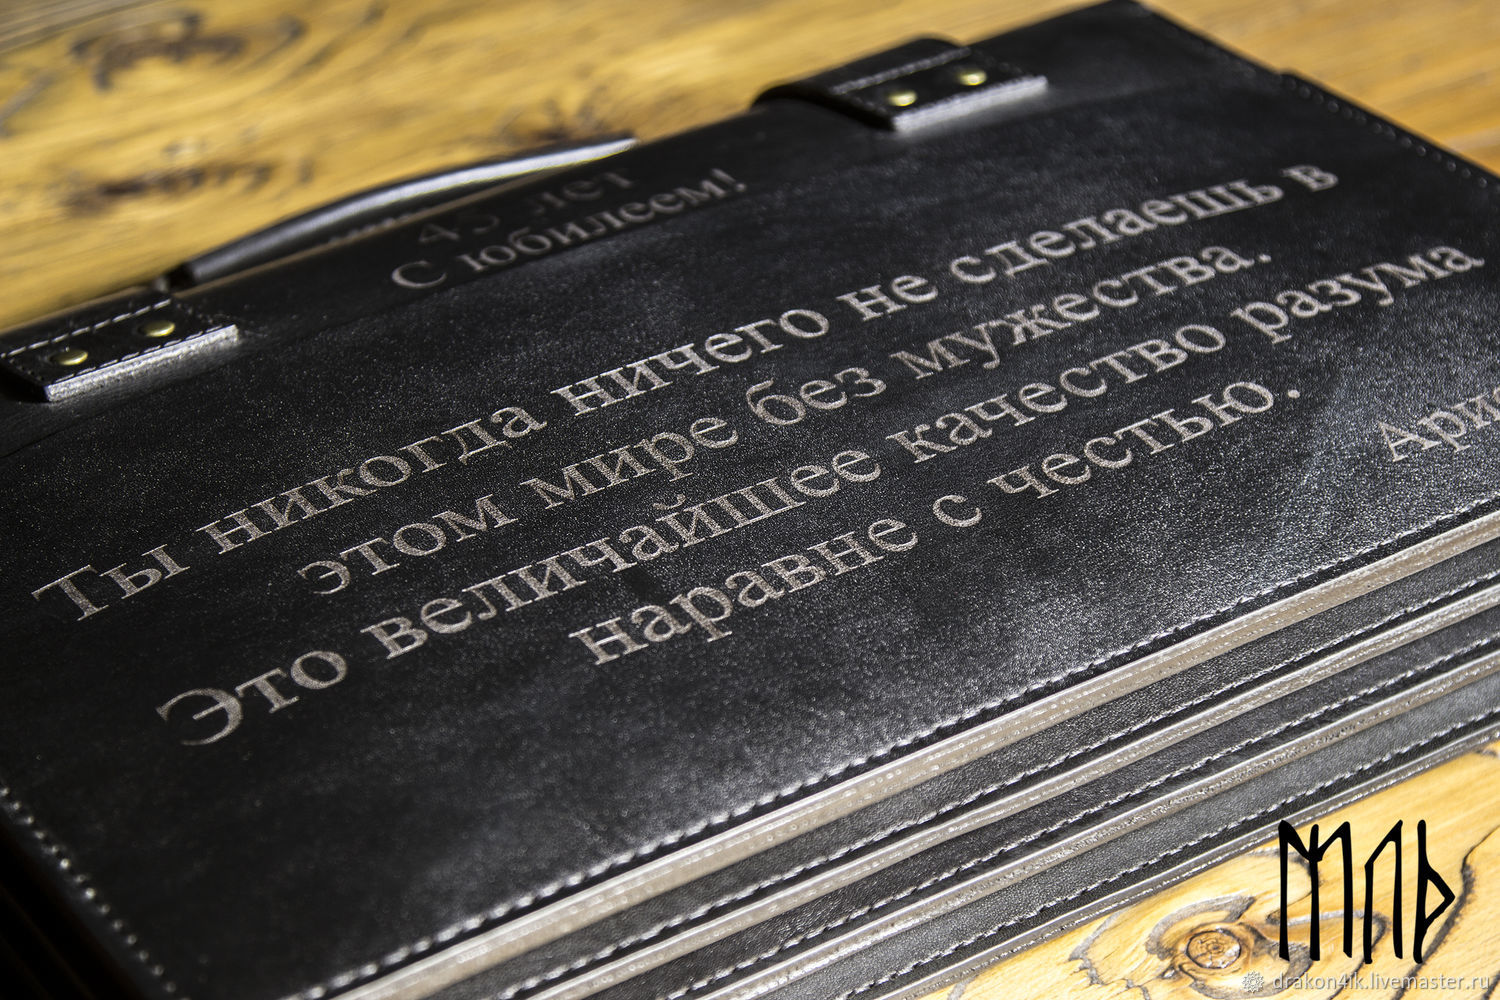 45 лет
С юбилеем!
Ты никогда ничего не сделаешь в
этом мире без мужества.
Это величайшее качество разума
наравне с честью.
drakon4ik.livemaster.ru